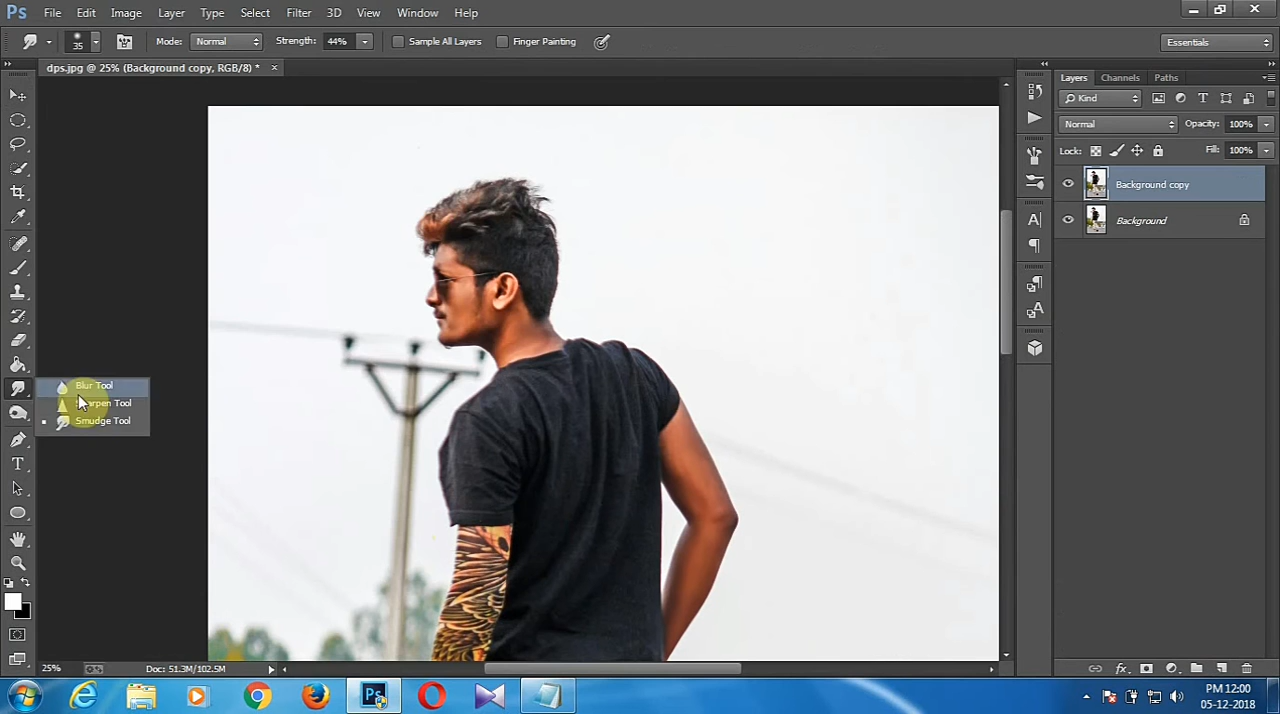 Ps File Edit Image Layer Type Select Filter 3D View Window Help
35 Mode: Normal Strength: 44% Sample All Layers Finger Painting Essentials
dps.jpg @ 25% (Background copy, RGB/8) * ×
Layers Channels Paths
Kind
Normal Opacity: 100%
Lock: Fill: 100%
Background copy
Background
Blur Tool
Sharpen Tool
Smudge Tool
25% Doc: 51.3M/102.5M
PM 12:00
05-12-2018